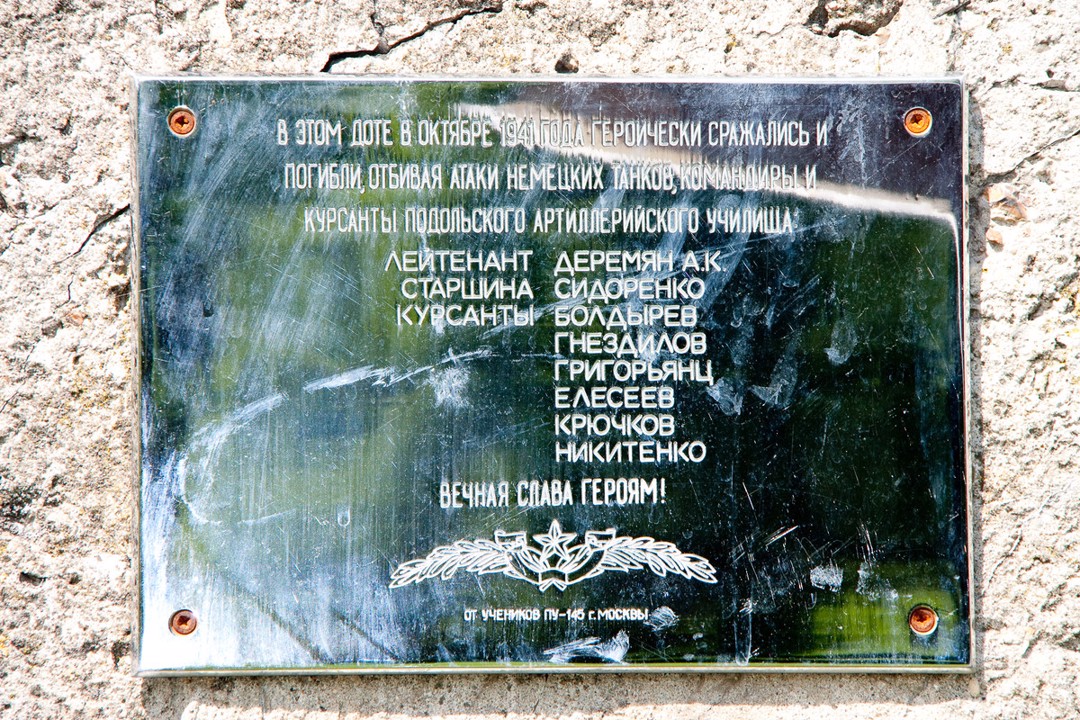 В ЭТОМ ДОТЕ В ОКТЯБРЕ 1941 ГОДА ГЕРОИЧЕСКИ СРАЖАЛИСЬ И
ПОГИБЛИ, ОТБИВАЯ АТАКИ НЕМЕЦКИХ ТАНКОВ, КОМАНДИРЫ И
КУРСАНТЫ ПОДОЛЬСКОГО АРТИЛЛЕРИЙСКОГО УЧИЛИЩА:
ЛЕЙТЕНАНТ ДЕРЕМЯН А.К.
СТАРШИНА СИДОРЕНКО
КУРСАНТЫ БОЛДЫРЕВ
ГНЕЗДИЛОВ
ГРИГОРЬЯНЦ
ЕЛЕСЕЕВ
КРЮЧКОВ
НИКИТЕНКО
ВЕЧНАЯ СЛАВА ГЕРОЯМ!
ОТ УЧЕНИКОВ ПУ-145 г. МОСКВЫ